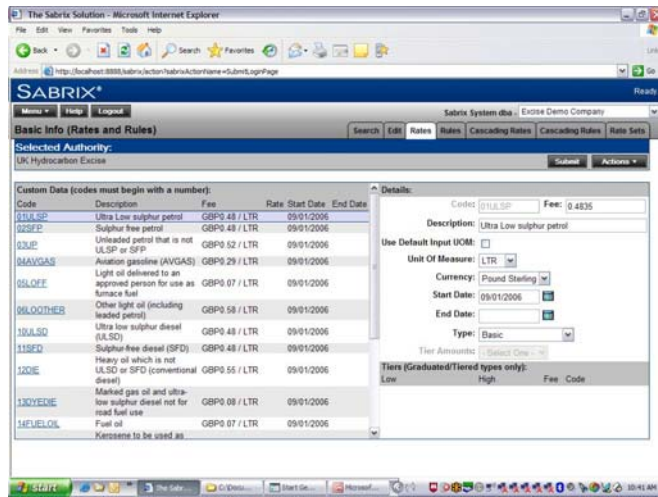 The Sabrix Solution - Microsoft Internet Explorer
File Edit View Favorites Tools Help
Back Search Favorites
Address http://localhost:8888/sabrix/action?sabrixActionName=SubmitLoginPage Go
SABRIX Ready
Menu Help Logout Sabrix System dba - Excise Demo Company
Basic Info (Rates and Rules) Search Edit Rates Rules Cascading Rates Cascading Rules Rate Sets
Selected Authority:
UK Hydrocarbon Excise Submit Actions
Custom Data (codes must begin with a number): Details:
Code Description Fee Rate Start Date End Date Code: 01ULSP Fee: 0.4835
01ULSP Ultra Low sulphur petrol GBP0.48 / LTR 09/01/2006
02SFP Sulphur free petrol GBP0.48 / LTR 09/01/2006
Description: Ultra Low sulphur petrol
03UP Unleaded petrol that is not ULSP or SFP GBP0.52 / LTR 09/01/2006
Use Default Input UOM:
04AVGAS Aviation gasoline (AVGAS) GBP0.29 / LTR 09/01/2006
Unit Of Measure: LTR
05LOFF Light oil delivered to an approved person for use as furnace fuel GBP0.07 / LTR 09/01/2006
Currency: Pound Sterling
Start Date: 09/01/2006
06LOOTHER Other light oil (including leaded petrol) GBP0.58 / LTR 09/01/2006
End Date:
10ULSD Ultra low sulphur diesel (ULSD) GBP0.48 / LTR 09/01/2006
Type: Basic
11SFD Sulphur-free diesel (SFD) GBP0.48 / LTR 09/01/2006
Tier Amounts: - Select One -
12DIE Heavy oil which is not ULSD or SFD (conventional diesel) GBP0.55 / LTR 09/01/2006
Tiers (Graduated/Tiered types only):
Low High Fee Code
13DYEDIE Marked gas oil and ultra-low sulphur diesel not for road fuel use GBP0.08 / LTR 09/01/2006
14FUELOIL Fuel oil GBP0.07 / LTR 09/01/2006
Kerosene to be used as
start The Sabr... C:/Docu... Start Ge... Microsof... 10:41 AM